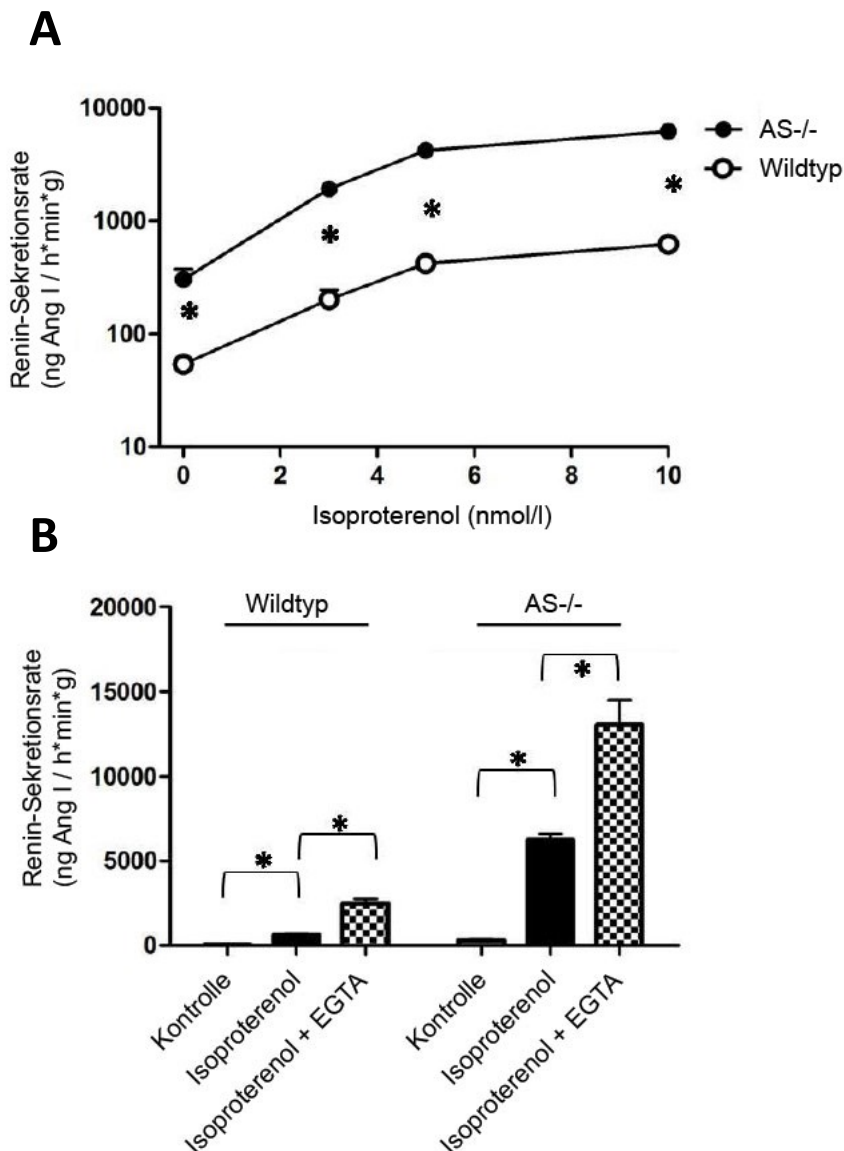 A
Renin-Sekretionsrate
(ng Ang I / h*min*g)
10000
1000
100
10
0 2 4 6 8 10
Isoproterenol (nmol/l)
AS-/-
Wildtyp
*
*
*
*
B
Renin-Sekretionsrate
(ng Ang I / h*min*g)
20000
15000
10000
5000
0
Wildtyp
AS-/-
*
*
*
*
Kontrolle
Isoproterenol
Isoproterenol + EGTA
Kontrolle
Isoproterenol
Isoproterenol + EGTA